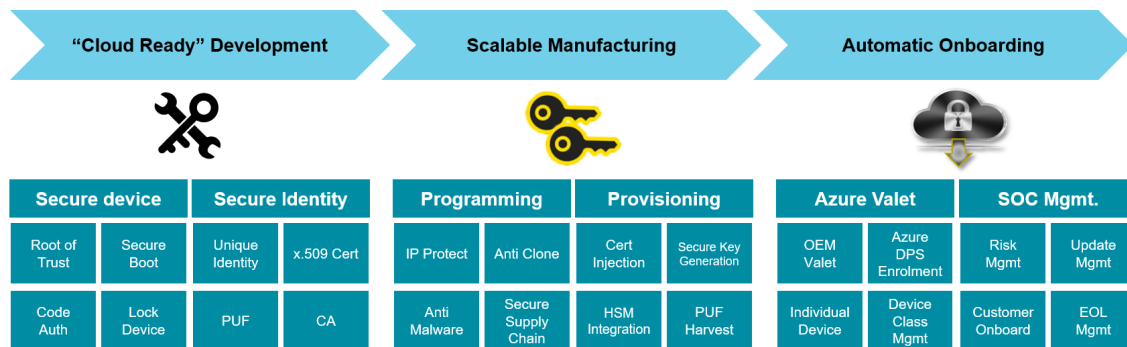 “Cloud Ready” Development
Scalable Manufacturing
Automatic Onboarding
Secure device
Secure Identity
Programming
Provisioning
Azure Valet
SOC Mgmt.
Root of
Trust
Secure
Boot
Unique
Identity
x.509 Cert
IP Protect
Anti Clone
Cert
Injection
Secure Key
Generation
OEM
Valet
Azure
DPS
Enrolment
Risk
Mgmt
Update
Mgmt
Code
Auth
Lock
Device
PUF
CA
Anti
Malware
Secure
Supply
Chain
HSM
Integration
PUF
Harvest
Individual
Device
Device
Class
Mgmt
Customer
Onboard
EOL
Mgmt